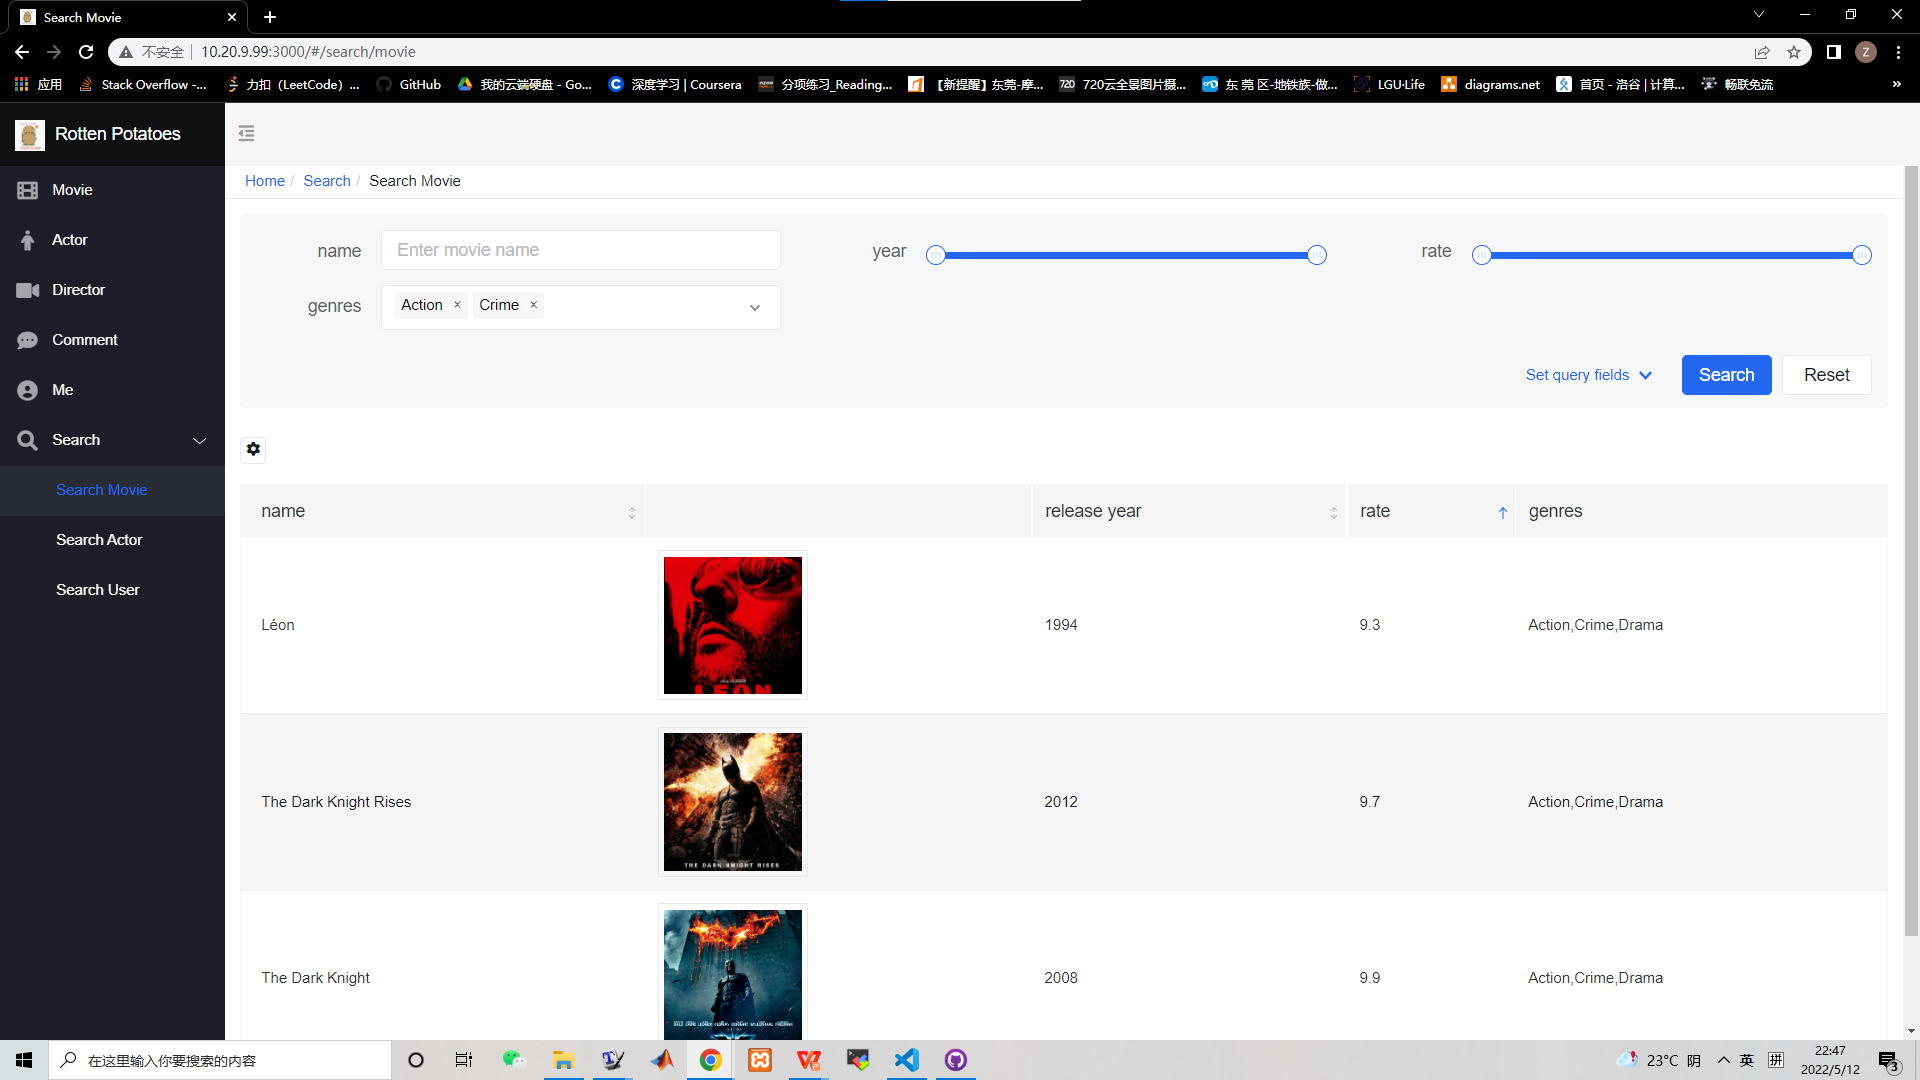 Search Movie
不安全
10.20.9.99:3000/#/search/movie
Z
应用
Stack Overflow -...
力扣（LeetCode）...
GitHub
我的云端硬盘 - Go...
深度学习 | Coursera
分项练习_Reading...
【新提醒】东莞-摩...
720云全景图片摄...
东 莞 区-地铁族-做...
LGU·Life
diagrams.net
首页 - 洛谷 | 计算...
畅联免流
»
Rotten Potatoes
Movie
Actor
Director
Comment
Me
Search
Search Movie
Search Actor
Search User
Home / Search / Search Movie
name
Enter movie name
year
rate
genres
Action ×
Crime ×
Set query fields
Search
Reset
name
release year
rate
genres
Léon
LEON
1994
9.3
Action,Crime,Drama
The Dark Knight Rises
THE DARK KNIGHT RISES
2012
9.7
Action,Crime,Drama
The Dark Knight
2008
9.9
Action,Crime,Drama
在这里输入你要搜索的内容
23°C 阴
英
拼
22:47
2022/5/12
3